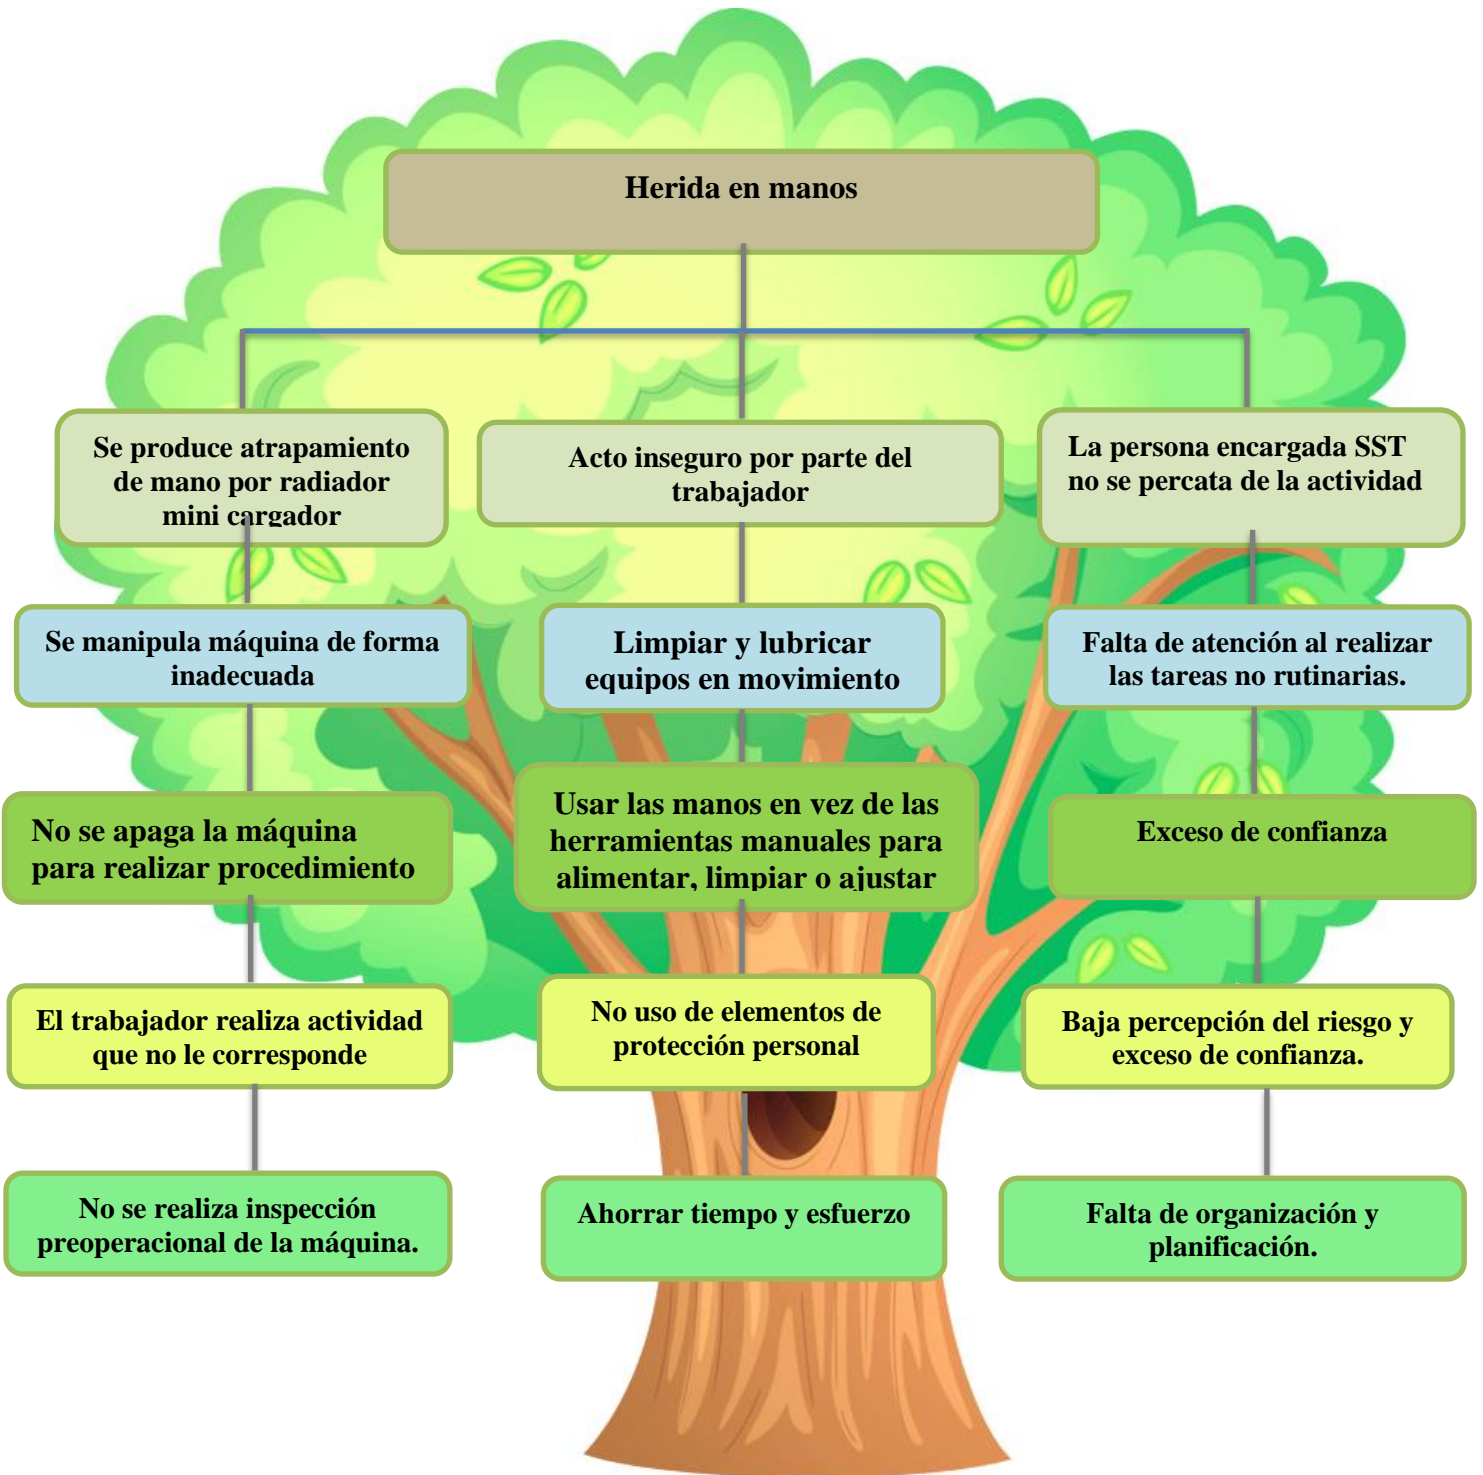 Herida en manos
Se produce atrapamiento
de mano por radiador
mini cargador
Acto inseguro por parte del
trabajador
La persona encargada SST
no se percata de la actividad
Se manipula máquina de forma
inadecuada
Limpiar y lubricar
equipos en movimiento
Falta de atención al realizar
las tareas no rutinarias.
No se apaga la máquina
para realizar procedimiento
Usar las manos en vez de las
herramientas manuales para
alimentar, limpiar o ajustar
Exceso de confianza
El trabajador realiza actividad
que no le corresponde
No uso de elementos de
protección personal
Baja percepción del riesgo y
exceso de confianza.
No se realiza inspección
preoperacional de la máquina.
Ahorrar tiempo y esfuerzo
Falta de organización y
planificación.